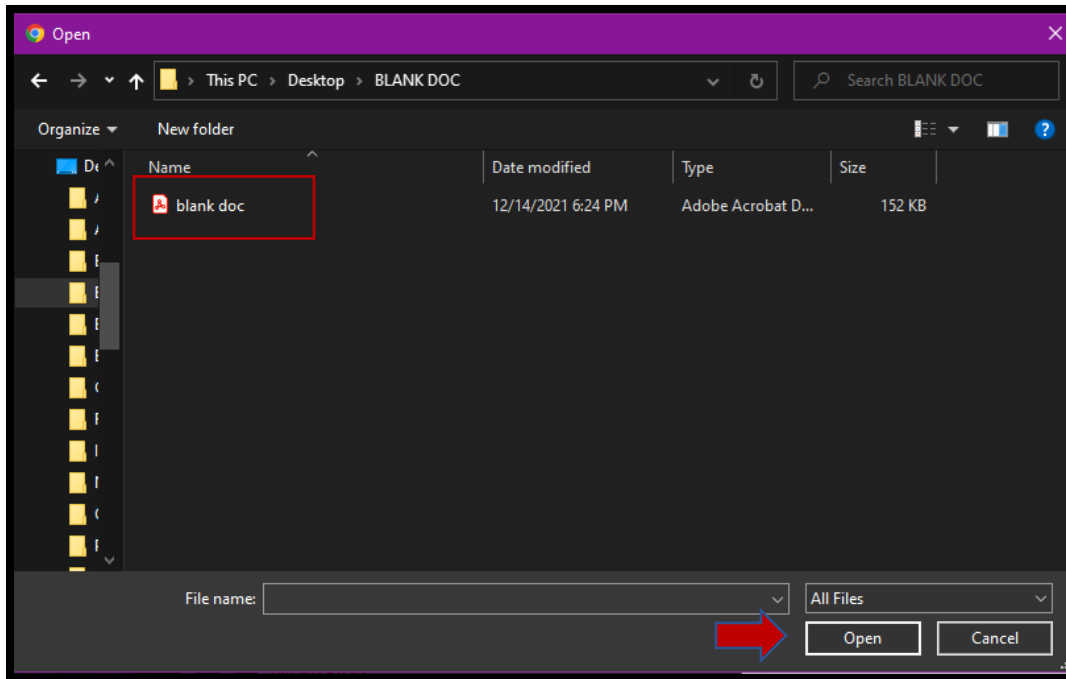 Open
This PC > Desktop > BLANK DOC
Search BLANK DOC
Organize
New folder
?
De
Name
Date modified
Type
Size
blank doc
12/14/2021 6:24 PM
Adobe Acrobat D...
152 KB
File name:
All Files
Open
Cancel